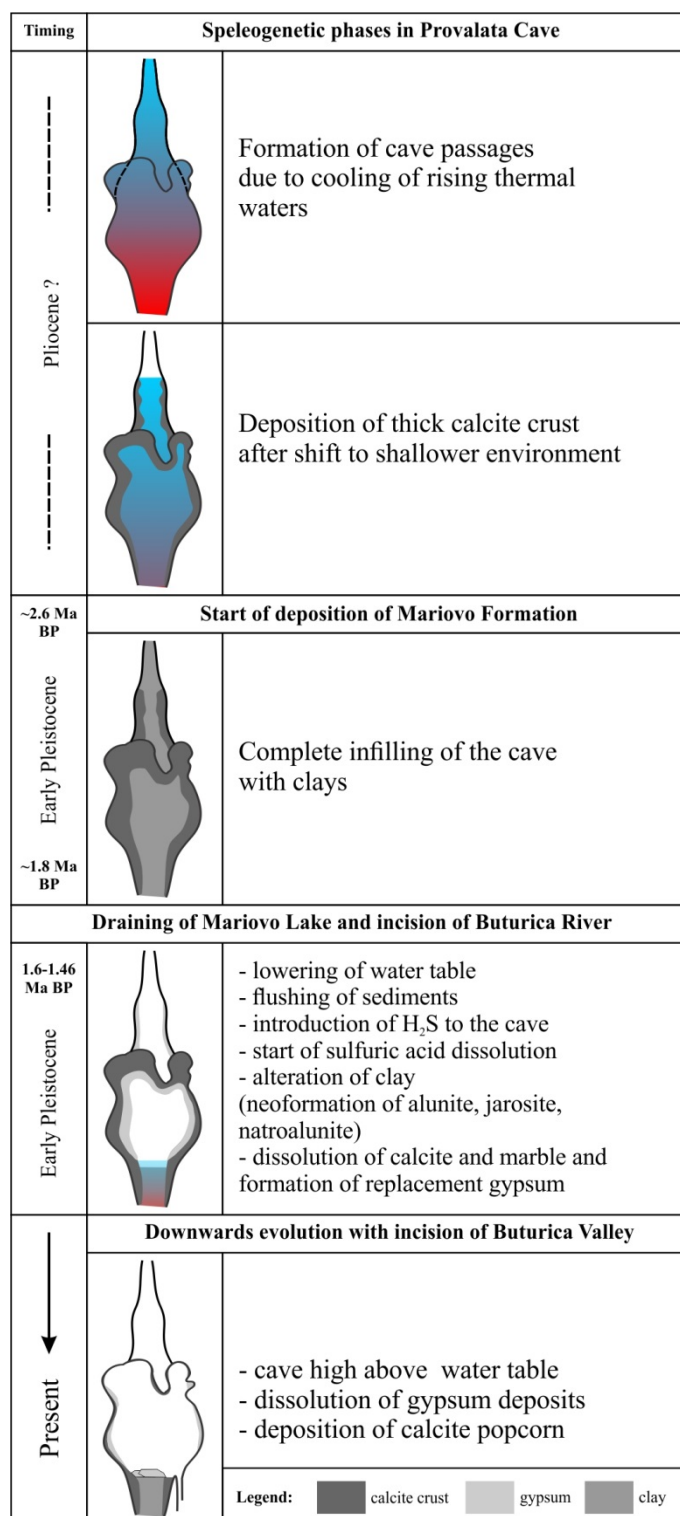 Timing
Speleogenetic phases in Provalata Cave
Pliocene ?
Formation of cave passages
due to cooling of rising thermal
waters
Deposition of thick calcite crust
after shift to shallower environment
~2.6 Ma
BP
Start of deposition of Mariovo Formation
Early Pleistocene
Complete infilling of the cave
with clays
~1.8 Ma
BP
Draining of Mariovo Lake and incision of Buturica River
1.6-1.46
Ma BP
Early Pleistocene
- lowering of water table
- flushing of sediments
- introduction of H₂S to the cave
- start of sulfuric acid dissolution
- alteration of clay
(neoformation of alunite, jarosite,
natroalunite)
- dissolution of calcite and marble and
formation of replacement gypsum
Downwards evolution with incision of Buturica Valley
Present
- cave high above water table
- dissolution of gypsum deposits
- deposition of calcite popcorn
Legend: calcite crust gypsum clay